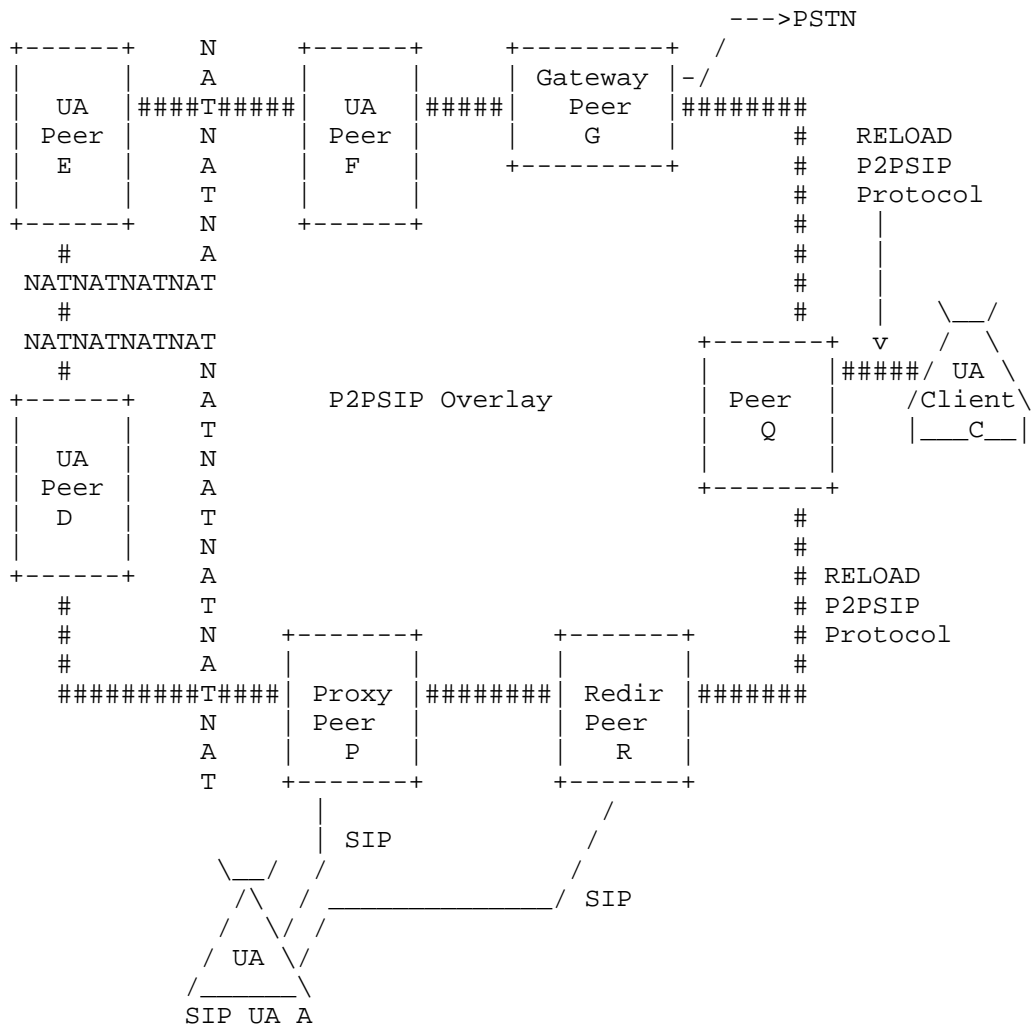 --->PSTN
N
A Gateway
UA T UA Peer
Peer N Peer G RELOAD
E A F P2PSIP
T Protocol
N
A
NATNATNATNAT
NATNATNATNAT v
N UA
A P2PSIP Overlay Peer Client
T Q C
UA N
Peer A
D T
N
A RELOAD
T P2PSIP
N Protocol
A
T Proxy Redir
N Peer Peer
A P R
T
SIP
SIP
UA
SIP UA A